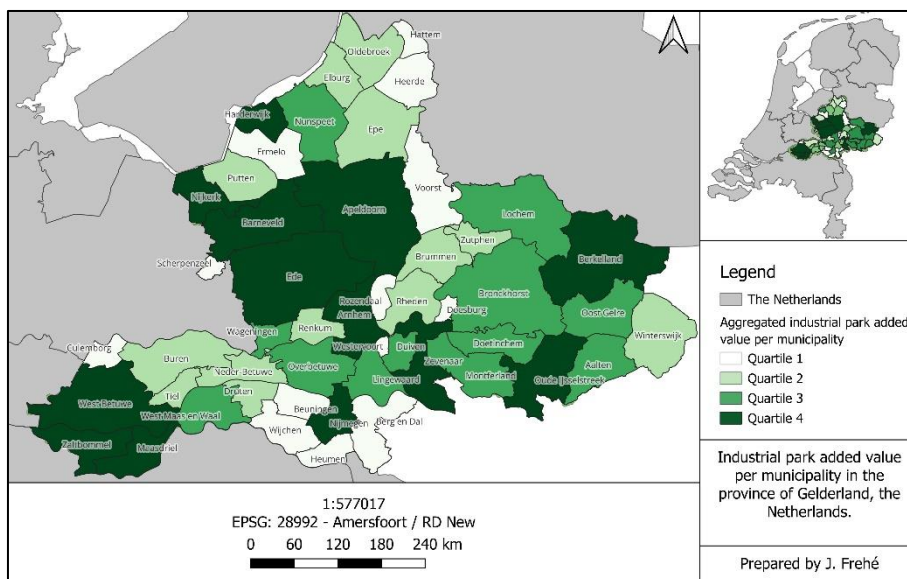 Hattem
Oldebroek
Elburg
Heerde
Harderwijk
Nunspeet
Epe
Ermelo
Putten
Nijkerk
Voorst
Apeldoorn
Lochem
Barneveld
Zutphen
Scherpenzeel
Brummen
Berkelland
Ede
Bronckhorst
Rozendaal
Rheden
Doesburg
Arnhem
Oost Gelre
Wageningen
Renkum
Winterswijk
Culemborg
Westervoort
Duiven
Doetinchem
Buren
Zevenaar
Aalten
Neder-Betuwe
Overbetuwe
Lingewaard
Montferland
Oude IJsselstreek
Tiel
Druten
West Betuwe
Beuningen
West Maas en Waal
Nijmegen
Berg en Dal
Wijchen
Zaltbommel
Maasdriel
Heumen
1:577017
EPSG: 28992 - Amersfoort / RD New
0 60 120 180 240 km
Legend
The Netherlands
Aggregated industrial park added
value per municipality
Quartile 1
Quartile 2
Quartile 3
Quartile 4
Industrial park added value
per municipality in the
province of Gelderland, the
Netherlands.
Prepared by J. Frehé